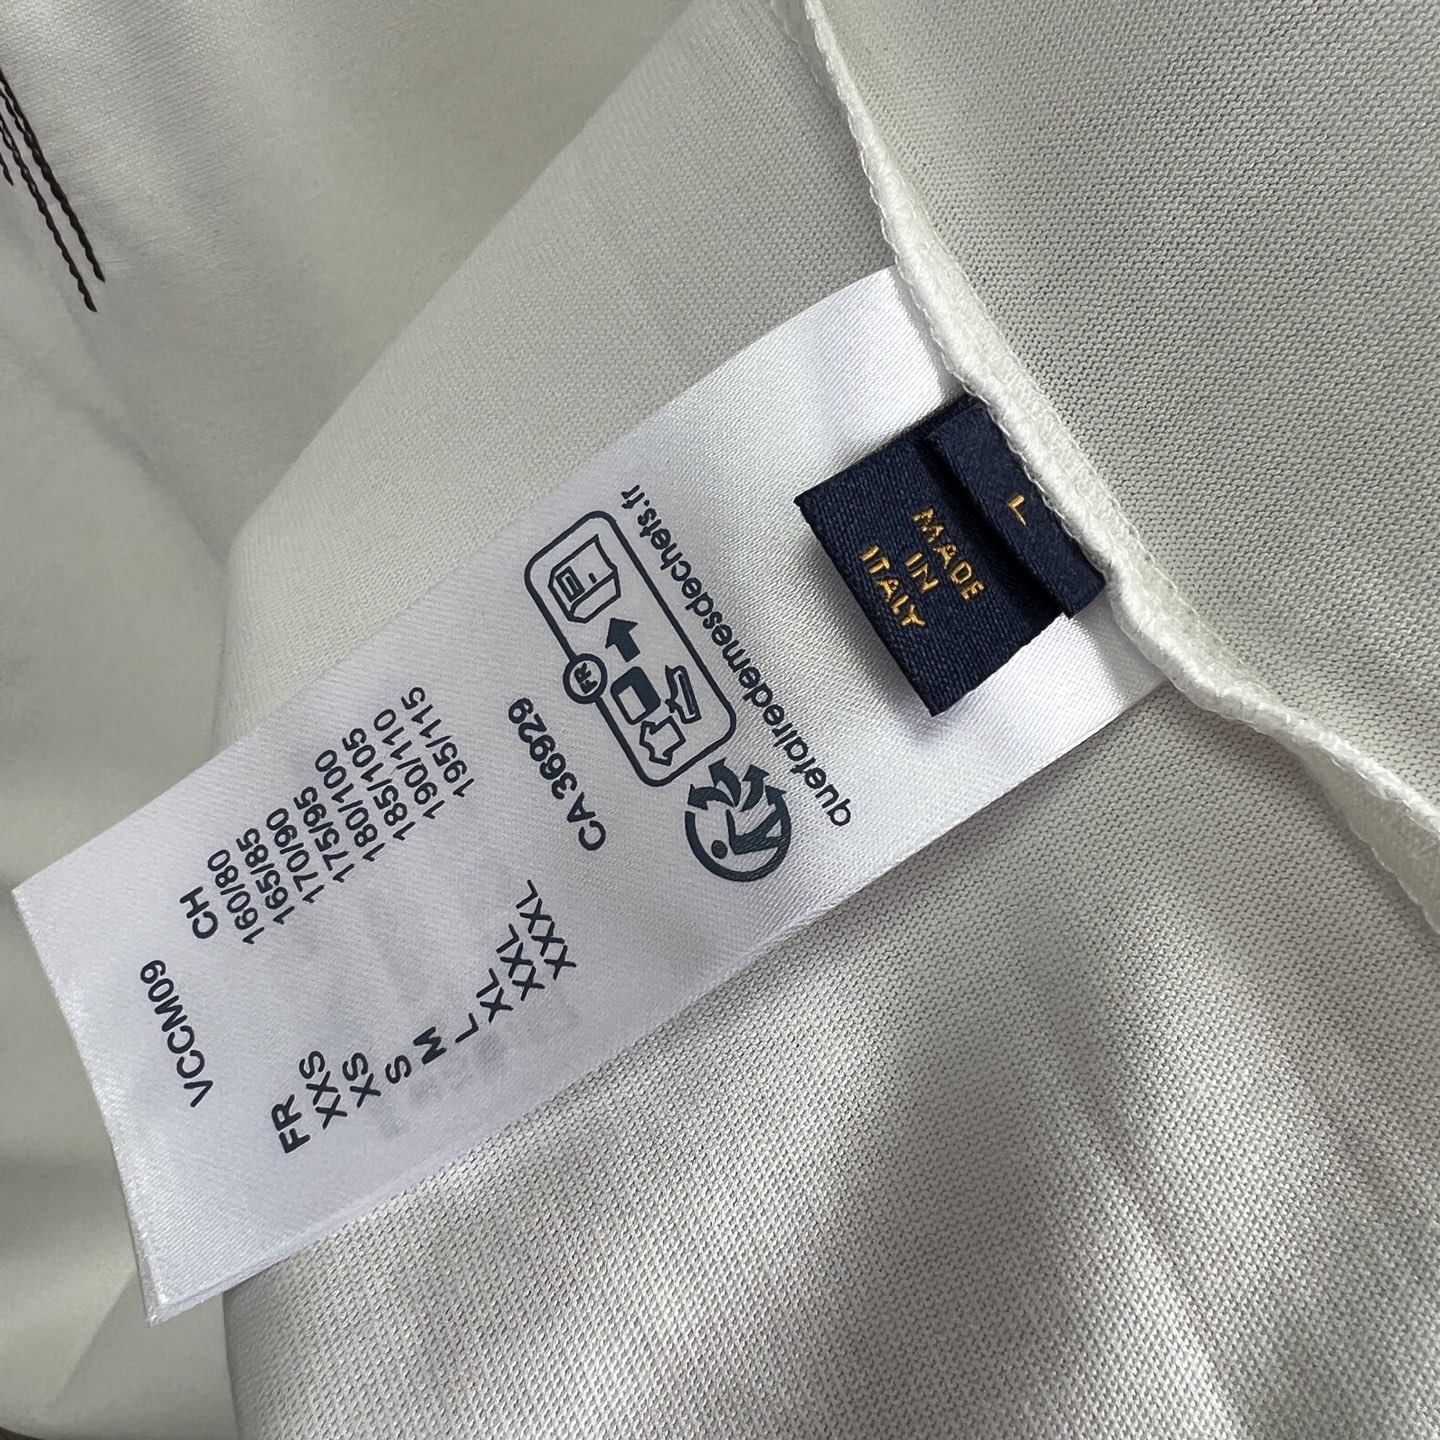 L
MADE
IN
ITALY
quefairedemesdechets.fr
FR
CA 36929
VCCM09
FR CH
XXS 160/80
XS 165/85
S 170/90
M 175/95
L 180/100
XL 185/105
XXL 190/110
XXXL 195/115